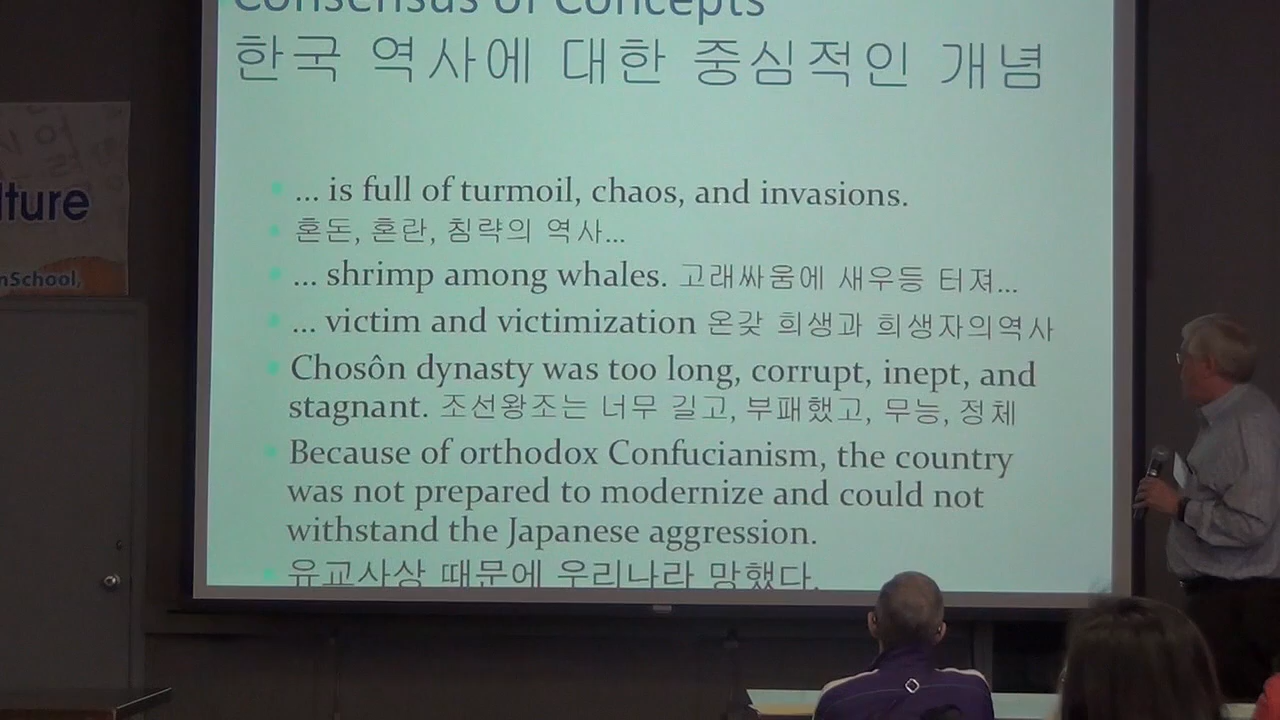 Consensus of Concepts
한국 역사에 대한 중심적인 개념
... is full of turmoil, chaos, and invasions.
혼돈, 혼란, 침략의 역사...
... shrimp among whales. 고래싸움에 새우등 터져...
... victim and victimization 온갖 희생과 희생자의역사
Chosôn dynasty was too long, corrupt, inept, and
stagnant. 조선왕조는 너무 길고, 부패했고, 무능, 정체
Because of orthodox Confucianism, the country
was not prepared to modernize and could not
withstand the Japanese aggression.
유교사상 때문에 우리나라 망했다.
lture
nSchool,